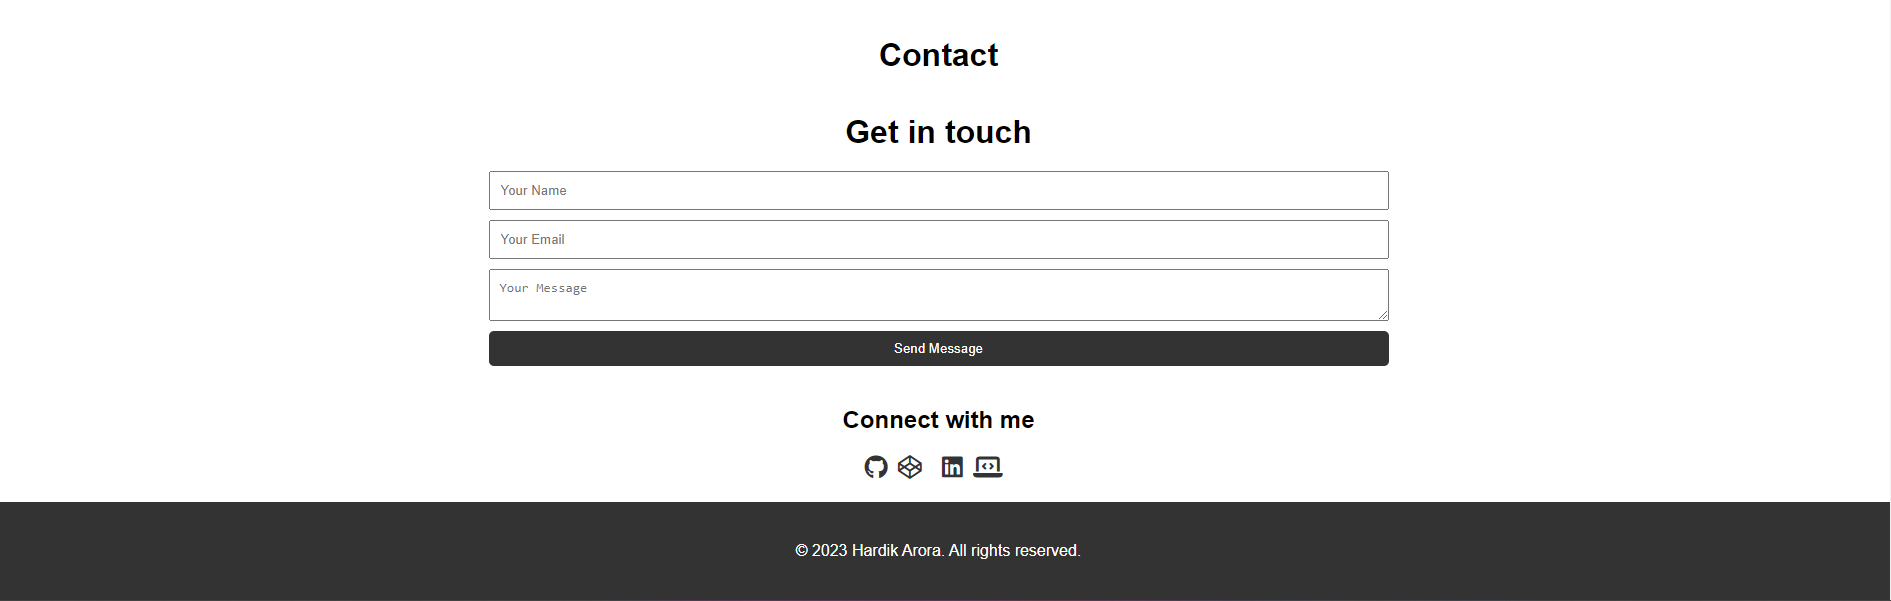 Contact
Get in touch
Your Name
Your Email
Your Message
Send Message
Connect with me
© 2023 Hardik Arora. All rights reserved.